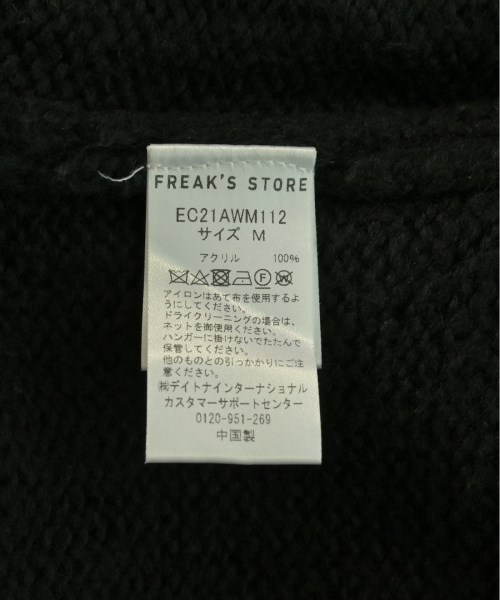 FREAK'S STORE
EC21AWM112
サイズ M
アクリル 100%
アイロンはあて布を使用するよ
うにしてください。
ドライクリーニングの場合は、
ネットを御使用ください。
ハンガーに掛けないでたたんで
保管してください。
他のものとの引っかかりにご注
意ください。
㈱デイトナインターナショナル
カスタマーサポートセンター
0120-951-269
中国製